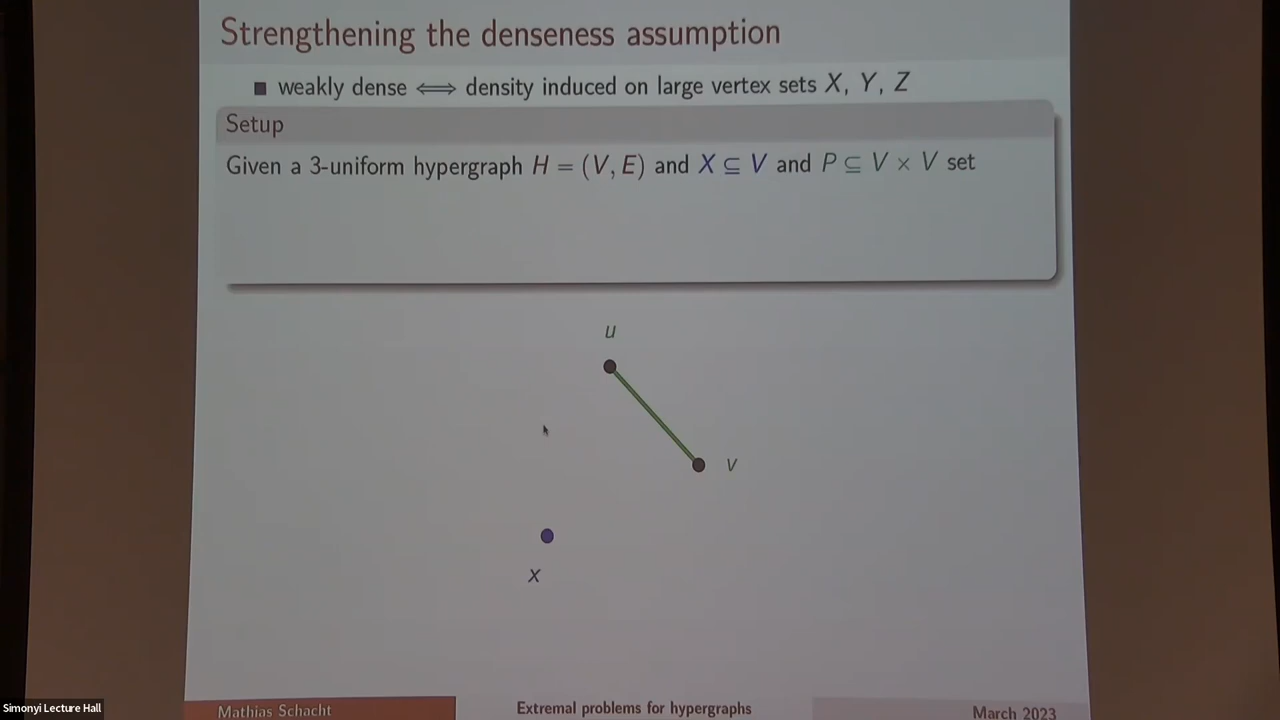 Strengthening the denseness assumption
■ weakly dense ⟺ density induced on large vertex sets X, Y, Z
Setup
Given a 3-uniform hypergraph H = (V, E) and X ⊆ V and P ⊆ V × V set
u
v
x
Simonyi Lecture Hall
Mathias Schacht
Extremal problems for hypergraphs
March 2023